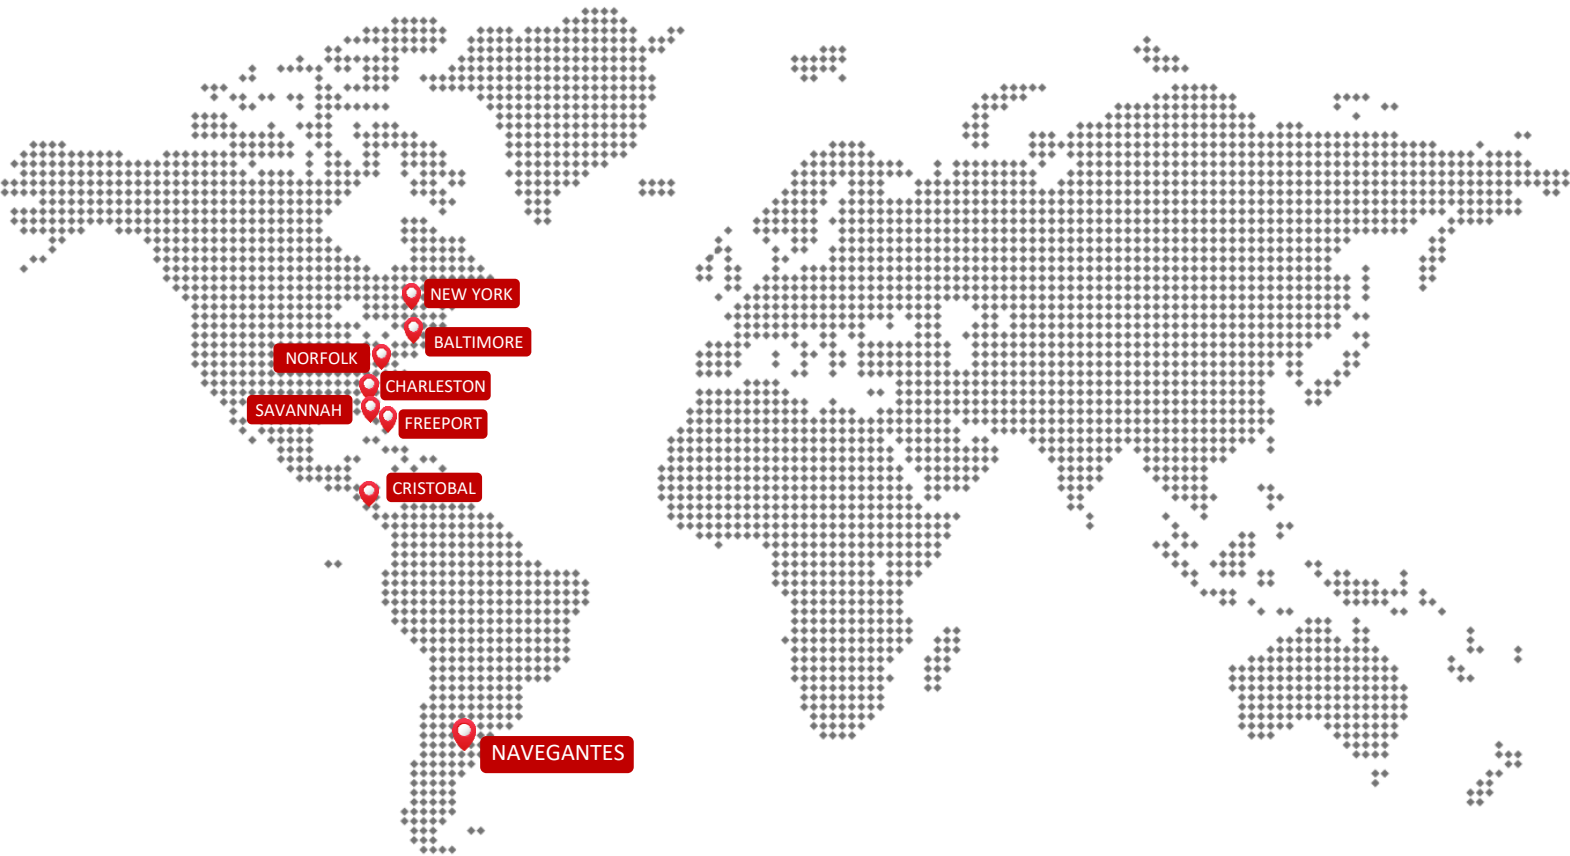 NEW YORK
BALTIMORE
NORFOLK
CHARLESTON
SAVANNAH
FREEPORT
CRISTOBAL
NAVEGANTES